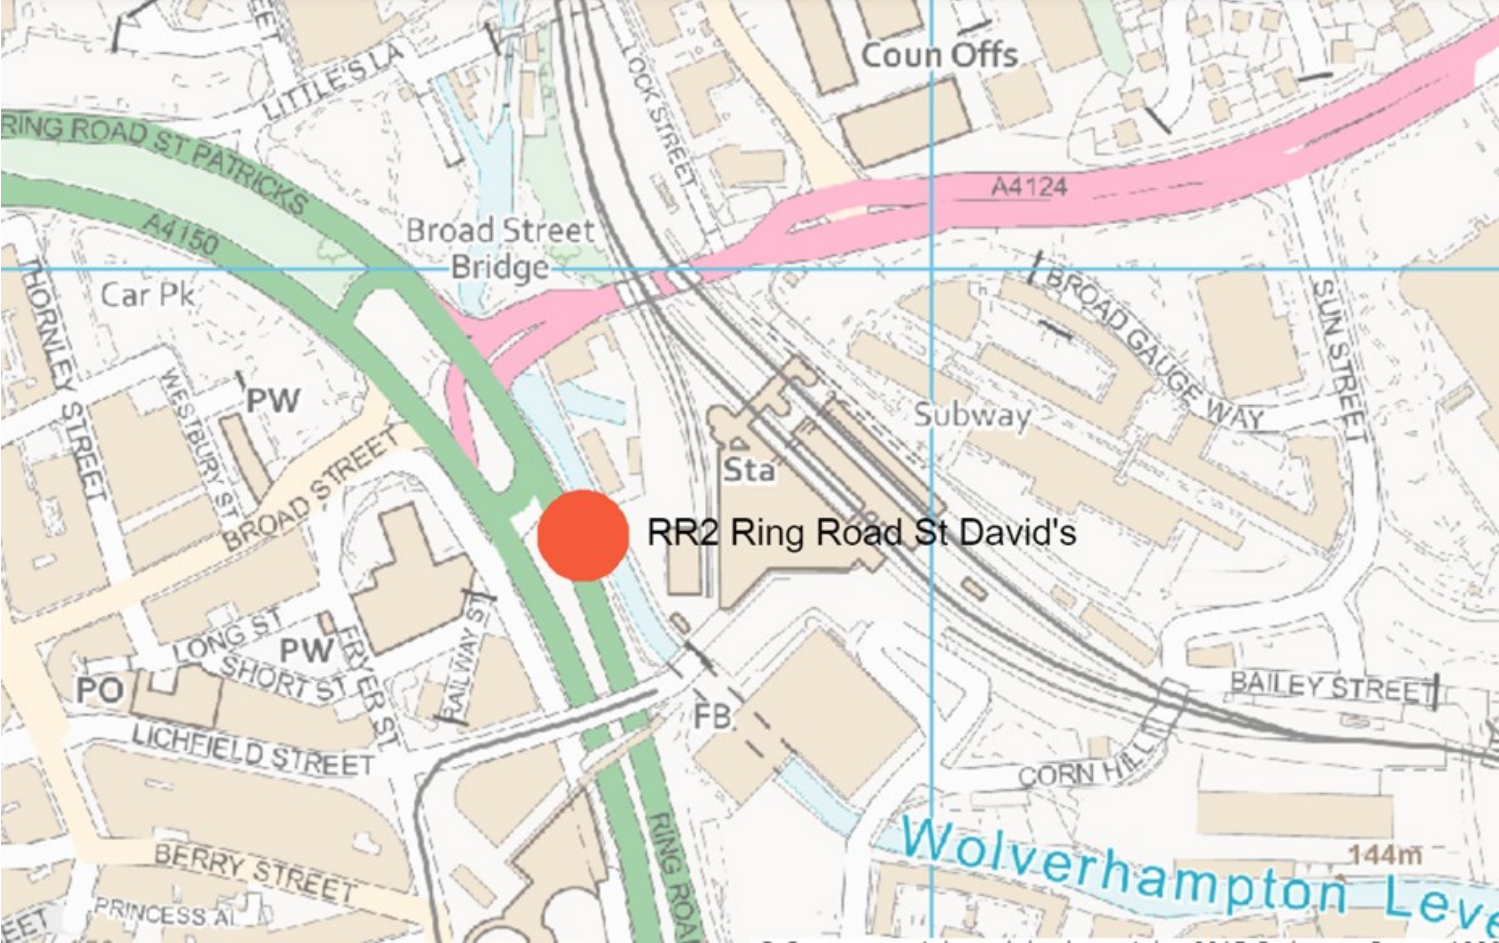 Coun Offs
LITTLE'S LA
LOCK STREET
RING ROAD ST PATRICKS
A4124
A4150
Broad Street
Bridge
Car Pk
THORNLEY STREET
BROAD GAUGE WAY
SUN STREET
PW
WESTBURY ST
Subway
BROAD STREET
Sta
RR2 Ring Road St David's
LONG ST
PW
SHORT ST
FRYER ST
RAILWAY ST
PO
BAILEY STREET
FB
LICHFIELD STREET
CORN HILL
RING ROA
Wolverhampton Leve
144m
BERRY STREET
PRINCESS AL
EET